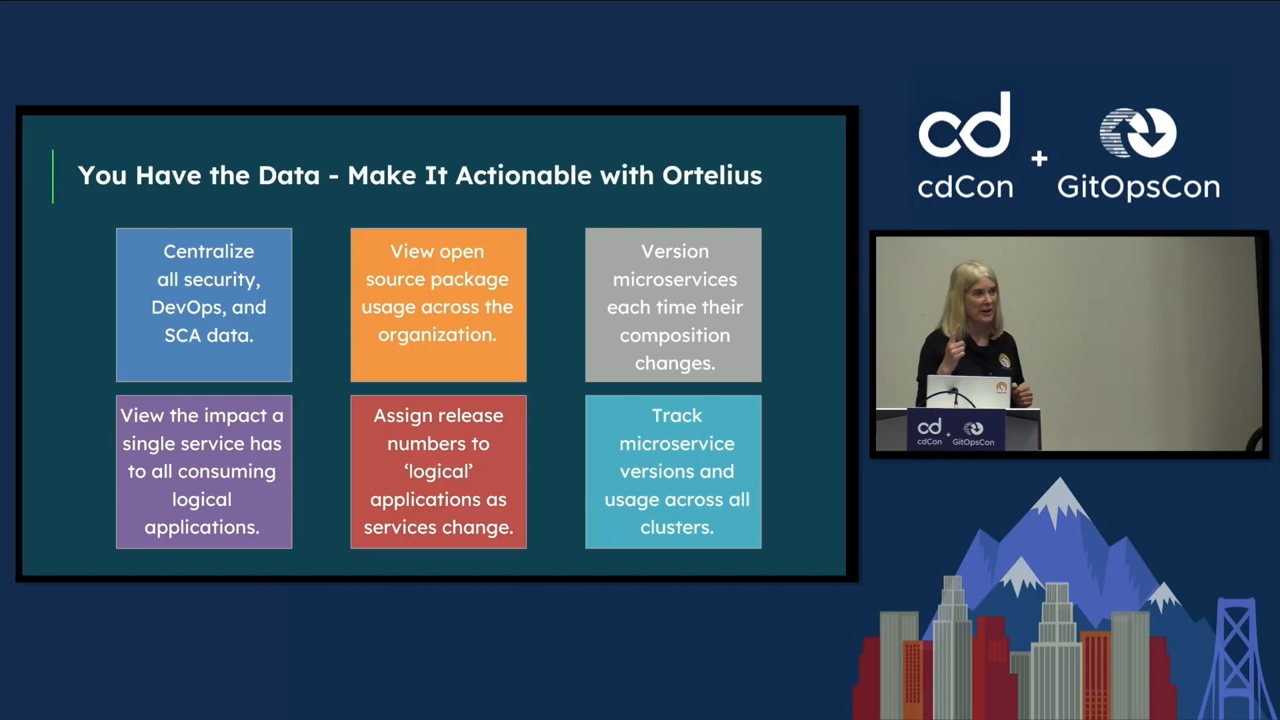 You Have the Data - Make It Actionable with Ortelius
Centralize
all security,
DevOps, and
SCA data.
View open
source package
usage across the
organization.
Version
microservices
each time their
composition
changes.
View the impact a
single service has
to all consuming
logical
applications.
Assign release
numbers to
‘logical’
applications as
services change.
Track
microservice
versions and
usage across all
clusters.
cd
cdCon
+
GitOpsCon
cd
cdCon
+
GitOpsCon